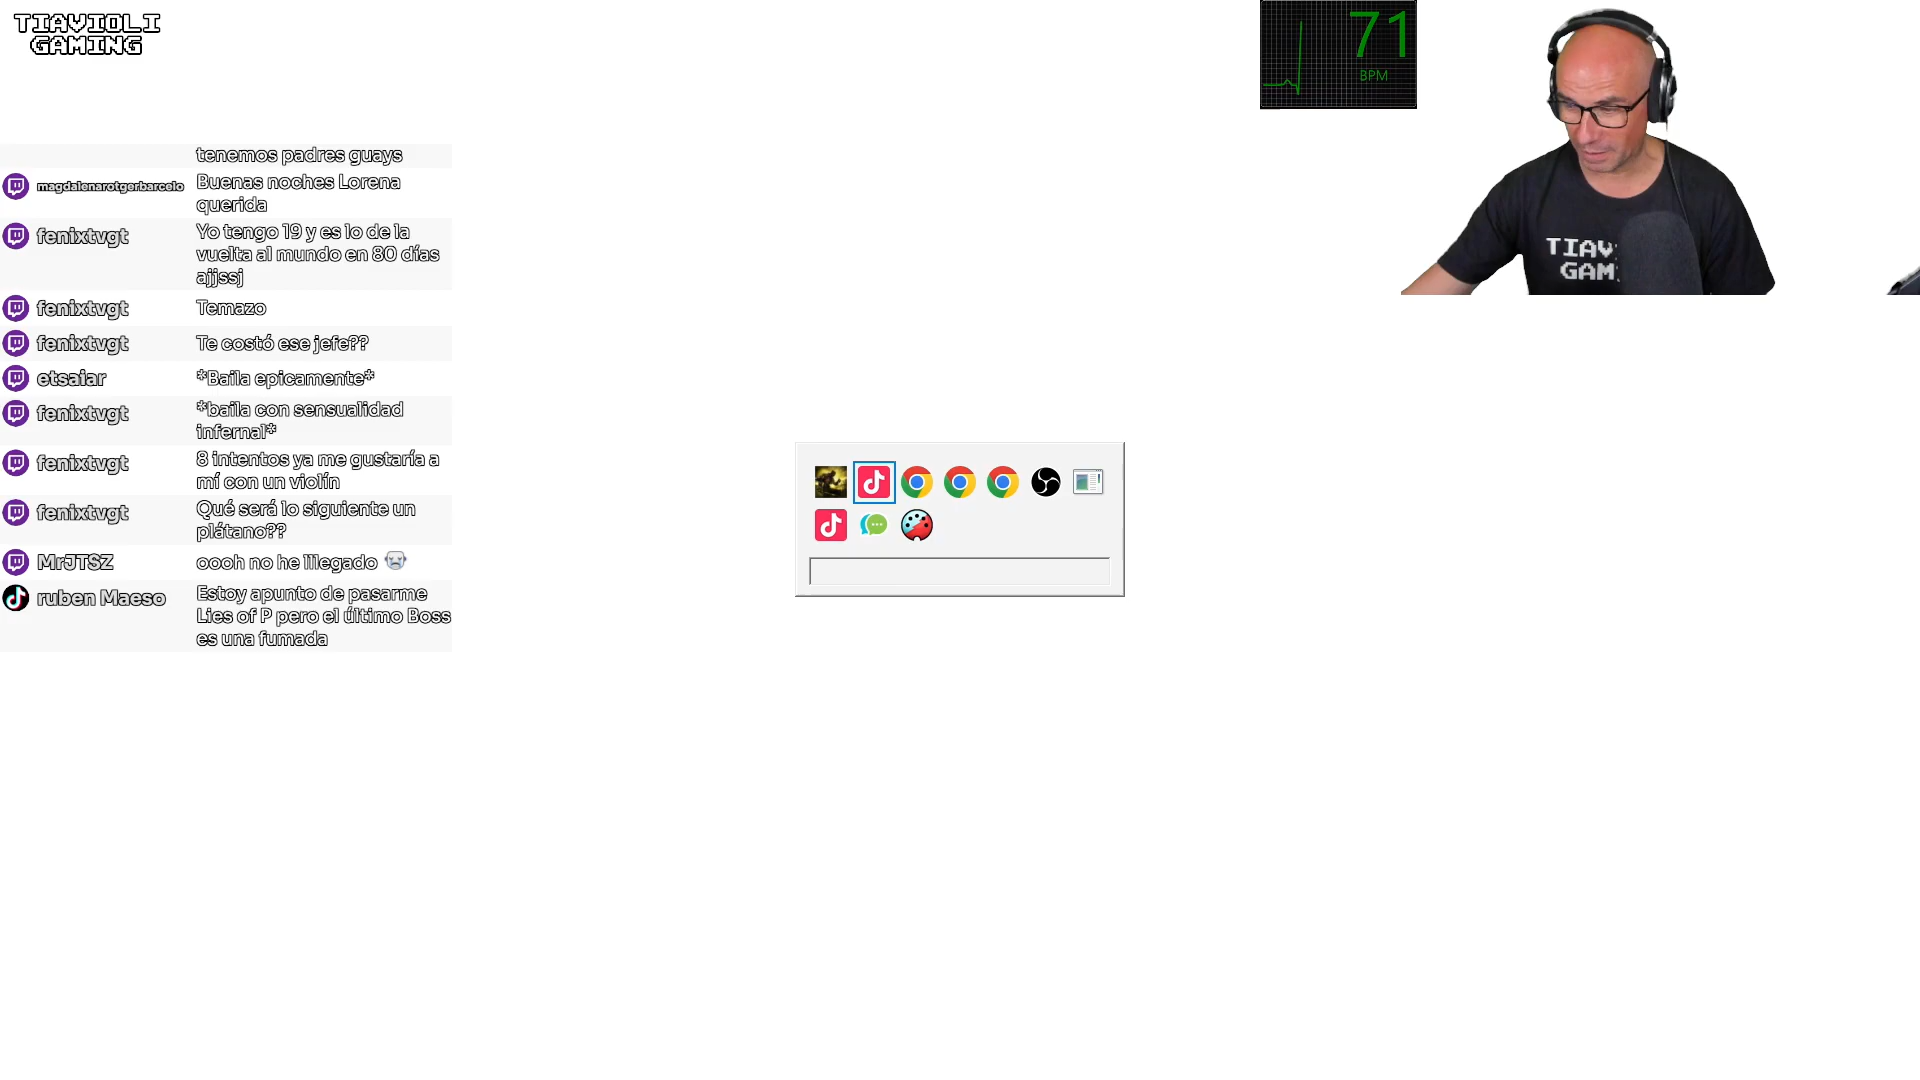 TIAVIOLI
GAMING
71
BPM
tenemos padres guays
magdalenarotgerbarcelo Buenas noches Lorena
querida
fenixtvgt Yo tengo 19 y es lo de la
vuelta al mundo en 80 días
ajjssj
fenixtvgt Temazo
fenixtvgt Te costó ese jefe??
etsaiar *Baila epicamente*
fenixtvgt *baila con sensualidad
infernal*
fenixtvgt 8 intentos ya me gustaría a
mí con un violín
fenixtvgt Qué será lo siguiente un
plátano??
MrJTSZ oooh no he lllegado
ruben Maeso Estoy apunto de pasarme
Lies of P pero el último Boss
es una fumada
TIAV
GAM